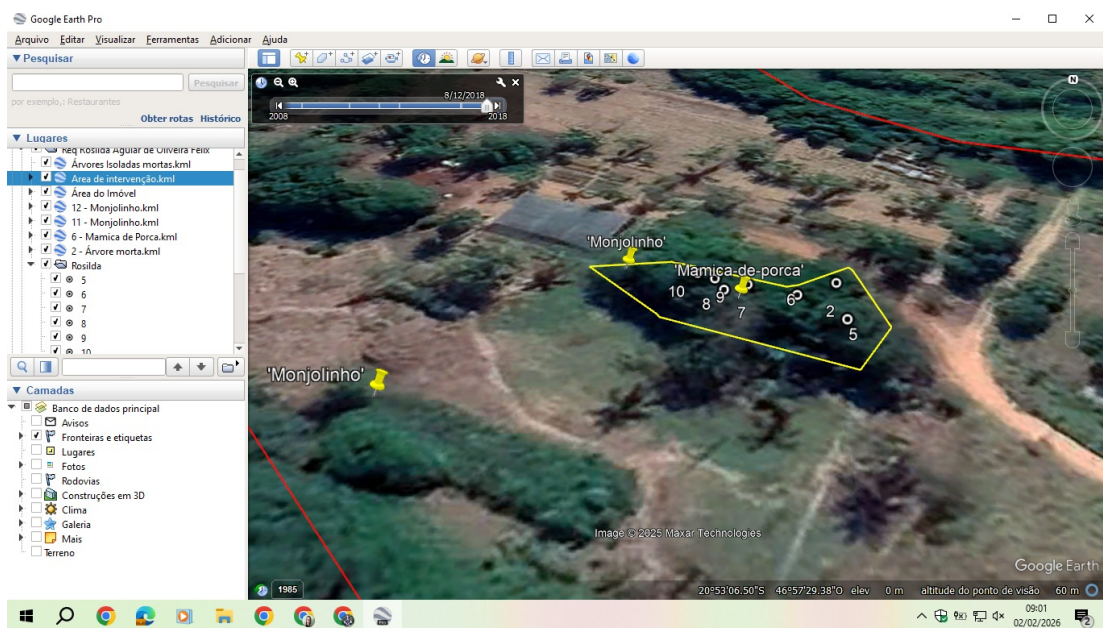 Google Earth Pro
Arquivo Editar Visualizar Ferramentas Adicionar Ajuda
Pesquisar
Pesquisar
por exemplo,: Restaurantes
Obter rotas Histórico
Lugares
Req Rosilda Aguiar de Oliveira Felix
Árvores Isoladas mortas.kml
Area de intervenção.kml
Área do Imóvel
12 - Monjolinho.kml
11 - Monjolinho.kml
6 - Mamica de Porca.kml
2 - Árvore morta.kml
Rosilda
5
6
7
8
9
10
Camadas
Banco de dados principal
Avisos
Fronteiras e etiquetas
Lugares
Fotos
Rodovias
Construções em 3D
Clima
Galeria
Mais
Terreno
8/12/2018
2008
2018
N
'Monjolinho'
'Mamica-de-porca'
10
8
9
7
6
2
5
'Monjolinho'
Image © 2025 Maxar Technologies
Google Earth
1985
20°53'06.50"S 46°57'29.38"O elev 0 m altitude do ponto de visão 60 m
09:01
02/02/2026
2